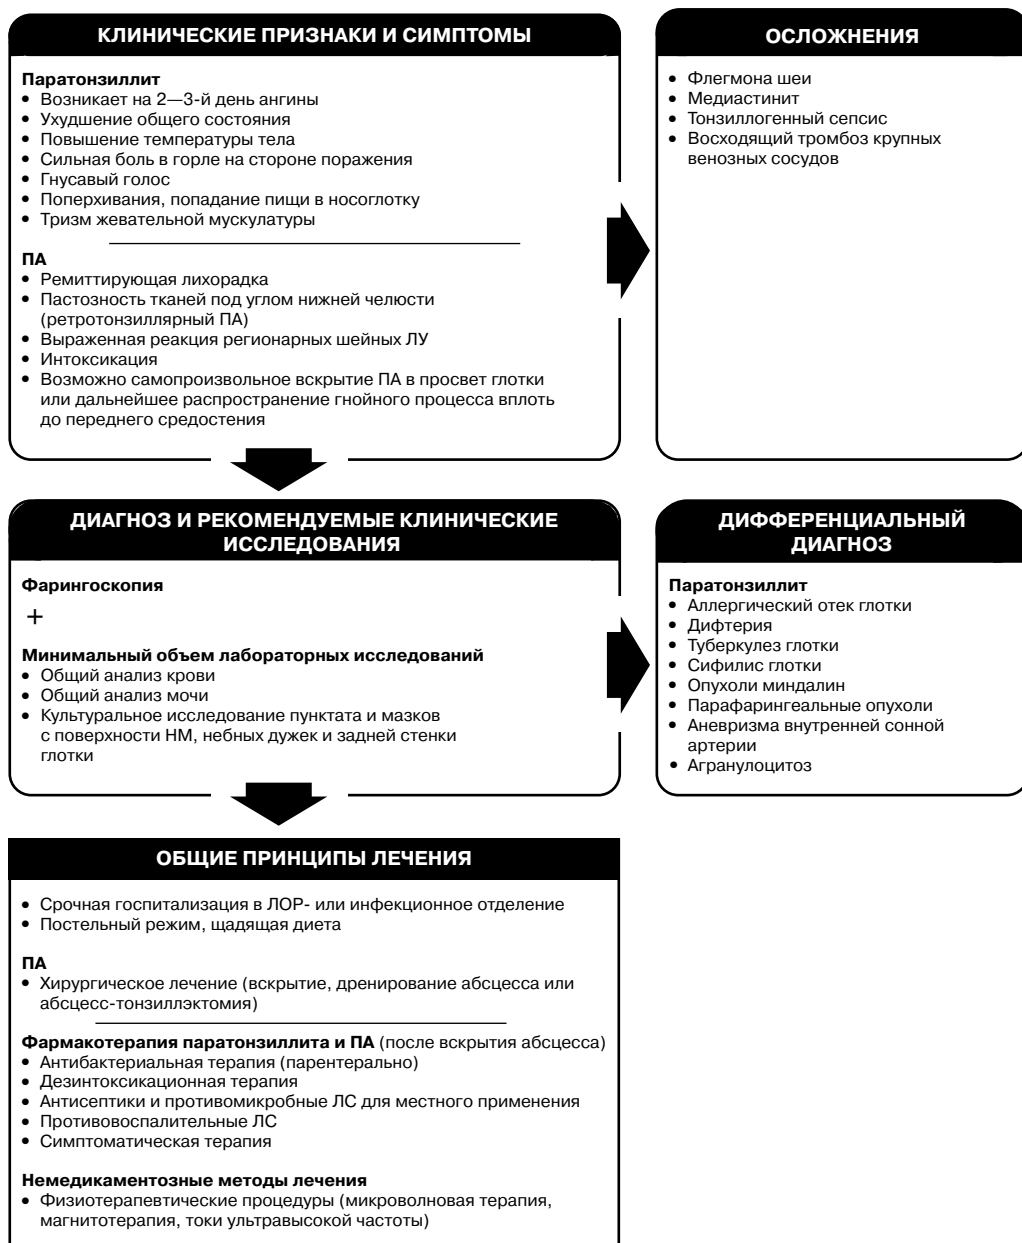 КЛИНИЧЕСКИЕ ПРИЗНАКИ И СИМПТОМЫ
Паратонзиллит
• Возникает на 2—3-й день ангины
• Ухудшение общего состояния
• Повышение температуры тела
• Сильная боль в горле на стороне поражения
• Гнусавый голос
• Поперхивания, попадание пищи в носоглотку
• Тризм жевательной мускулатуры
ПА
• Ремиттирующая лихорадка
• Пастозность тканей под углом нижней челюсти
(ретротонзиллярный ПА)
• Выраженная реакция регионарных шейных ЛУ
• Интоксикация
• Возможно самопроизвольное вскрытие ПА в просвет глотки
или дальнейшее распространение гнойного процесса вплоть
до переднего средостения
ОСЛОЖНЕНИЯ
• Флегмона шеи
• Медиастинит
• Тонзиллогенный сепсис
• Восходящий тромбоз крупных
венозных сосудов
ДИАГНОЗ И РЕКОМЕНДУЕМЫЕ КЛИНИЧЕСКИЕ
ИССЛЕДОВАНИЯ
Фарингоскопия
+
Минимальный объем лабораторных исследований
• Общий анализ крови
• Общий анализ мочи
• Культуральное исследование пунктата и мазков
с поверхности НМ, небных дужек и задней стенки
глотки
ДИФФЕРЕНЦИАЛЬНЫЙ
ДИАГНОЗ
Паратонзиллит
• Аллергический отек глотки
• Дифтерия
• Туберкулез глотки
• Сифилис глотки
• Опухоли миндалин
• Парафарингеальные опухоли
• Аневризма внутренней сонной
артерии
• Агранулоцитоз
ОБЩИЕ ПРИНЦИПЫ ЛЕЧЕНИЯ
• Срочная госпитализация в ЛОР- или инфекционное отделение
• Постельный режим, щадящая диета
ПА
• Хирургическое лечение (вскрытие, дренирование абсцесса или
абсцесс-тонзиллэктомия)
Фармакотерапия паратонзиллита и ПА (после вскрытия абсцесса)
• Антибактериальная терапия (парентерально)
• Дезинтоксикационная терапия
• Антисептики и противомикробные ЛС для местного применения
• Противовоспалительные ЛС
• Симптоматическая терапия
Немедикаментозные методы лечения
• Физиотерапевтические процедуры (микроволновая терапия,
магнитотерапия, токи ультравысокой частоты)